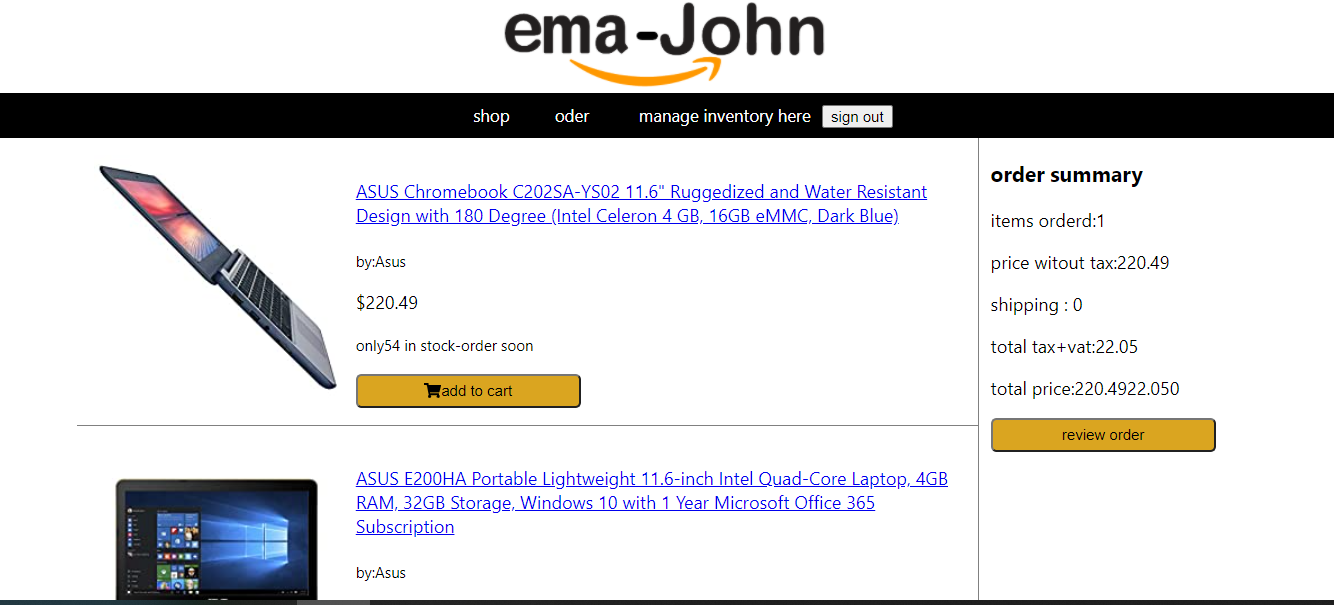 ema-John
shop oder manage inventory here sign out
ASUS Chromebook C202SA-YS02 11.6" Ruggedized and Water Resistant
Design with 180 Degree (Intel Celeron 4 GB, 16GB eMMC, Dark Blue)
by:Asus
$220.49
only54 in stock-order soon
add to cart
ASUS E200HA Portable Lightweight 11.6-inch Intel Quad-Core Laptop, 4GB
RAM, 32GB Storage, Windows 10 with 1 Year Microsoft Office 365
Subscription
by:Asus
order summary
items orderd:1
price witout tax:220.49
shipping : 0
total tax+vat:22.05
total price:220.4922.050
review order